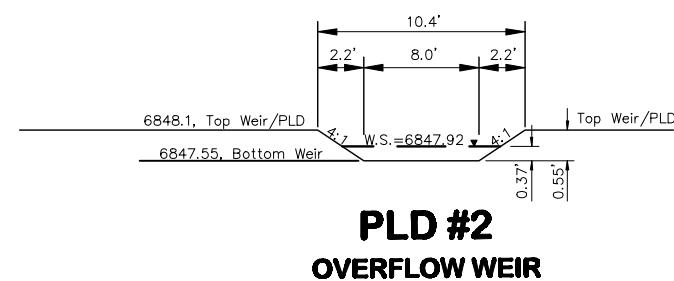 10.4'
2.2' 8.0' 2.2'
6848.1, Top Weir/PLD
4:1
W.S.=6847.92
4:1
Top Weir/PLD
6847.55, Bottom Weir
0.37'
0.55'
PLD #2
OVERFLOW WEIR